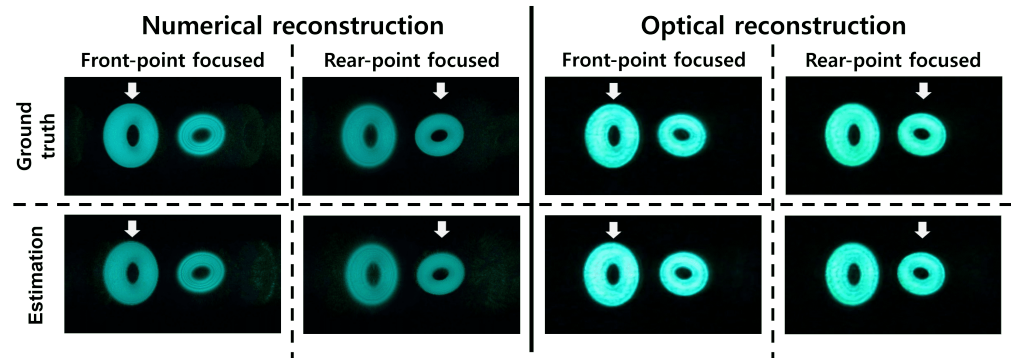 Numerical reconstruction
Optical reconstruction
Front-point focused
Rear-point focused
Front-point focused
Rear-point focused
Ground
truth
Estimation